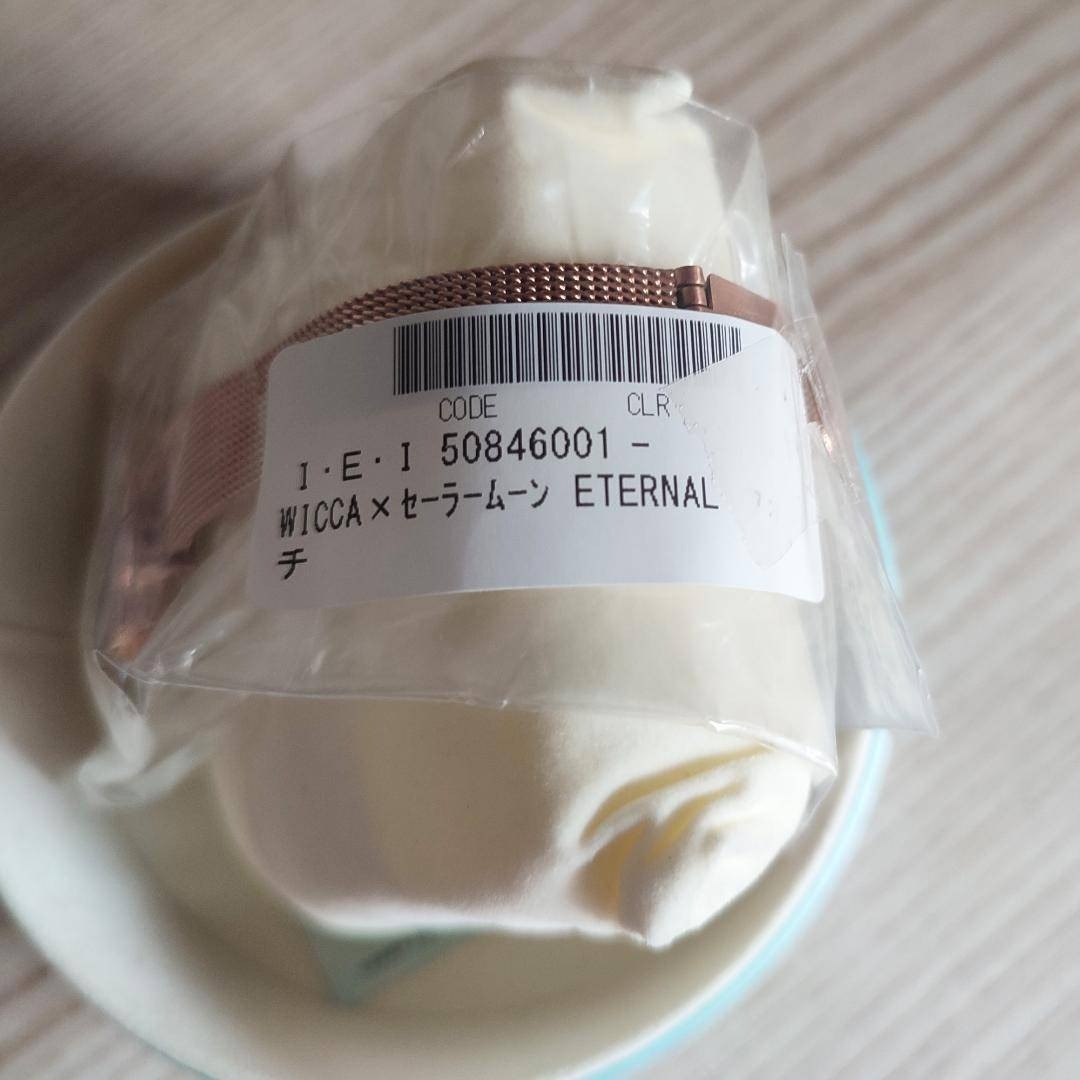 CODE CLR
I・E・I 50846001 -
WICCA×セーラームーン ETERNAL
チ